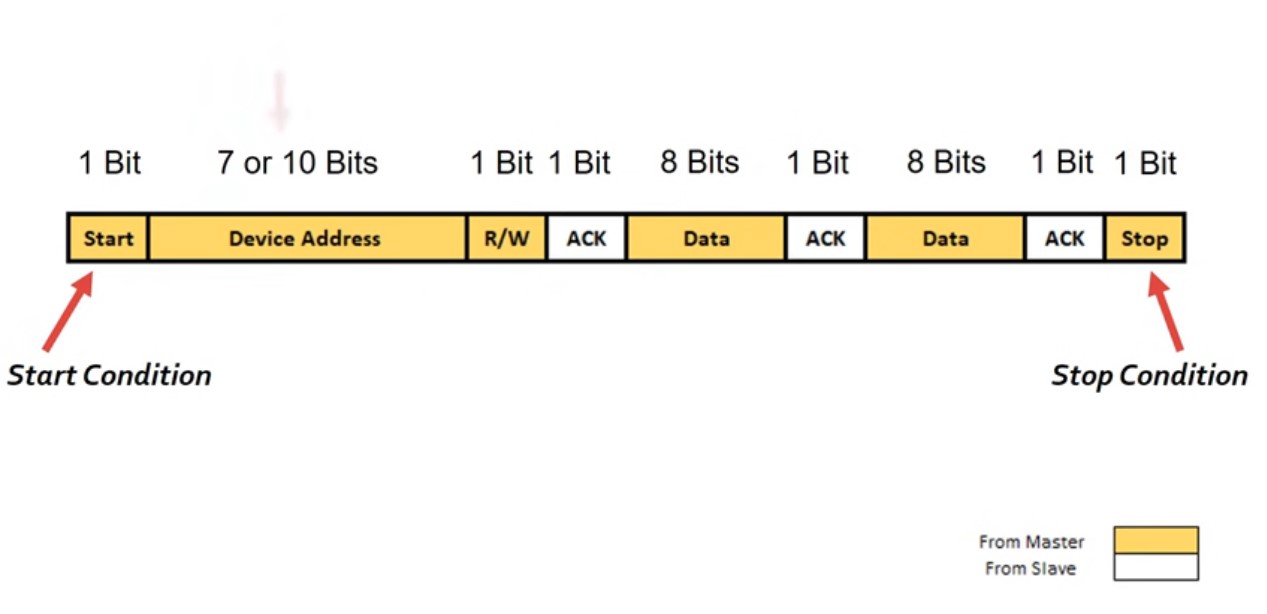 1 Bit 7 or 10 Bits 1 Bit 1 Bit 8 Bits 1 Bit 8 Bits 1 Bit 1 Bit
Start Device Address R/W ACK Data ACK Data ACK Stop
Start Condition Stop Condition
From Master
From Slave